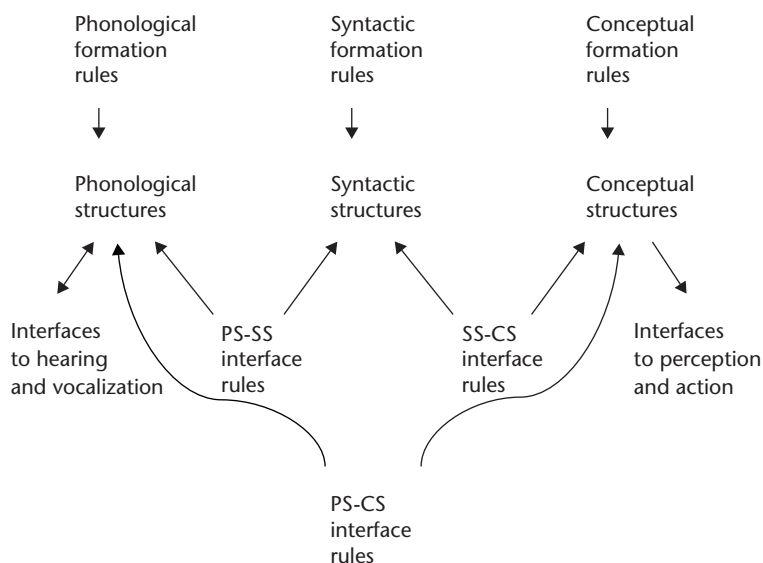 Phonological
formation
rules
Syntactic
formation
rules
Conceptual
formation
rules
Phonological
structures
Syntactic
structures
Conceptual
structures
Interfaces
to hearing
and vocalization
PS-SS
interface
rules
SS-CS
interface
rules
Interfaces
to perception
and action
PS-CS
interface
rules